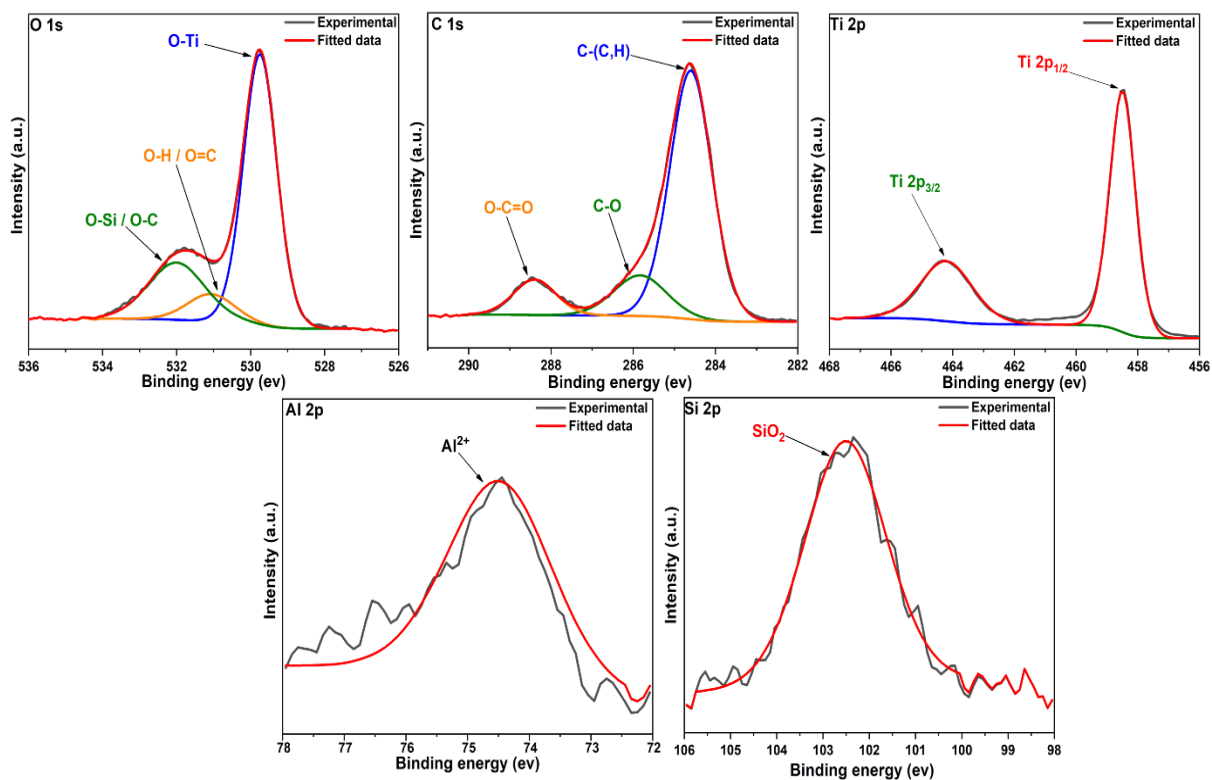 O 1s
Experimental
Fitted data
O-Ti
O-H / O=C
O-Si / O-C
Intensity (a.u.)
536 534 532 530 528 526
Binding energy (ev)
C 1s
Experimental
Fitted data
C-(C,H)
O-C=O
C-O
Intensity (a.u.)
290 288 286 284 282
Binding energy (ev)
Ti 2p
Experimental
Fitted data
Ti 2p1/2
Ti 2p3/2
Intensity (a.u.)
468 466 464 462 460 458 456
Binding energy (ev)
Al 2p
Experimental
Fitted data
Al2+
Intensity (a.u.)
78 77 76 75 74 73 72
Binding energy (ev)
Si 2p
Experimental
Fitted data
SiO2
Intensity (a.u.)
106 105 104 103 102 101 100 99 98
Binding energy (ev)